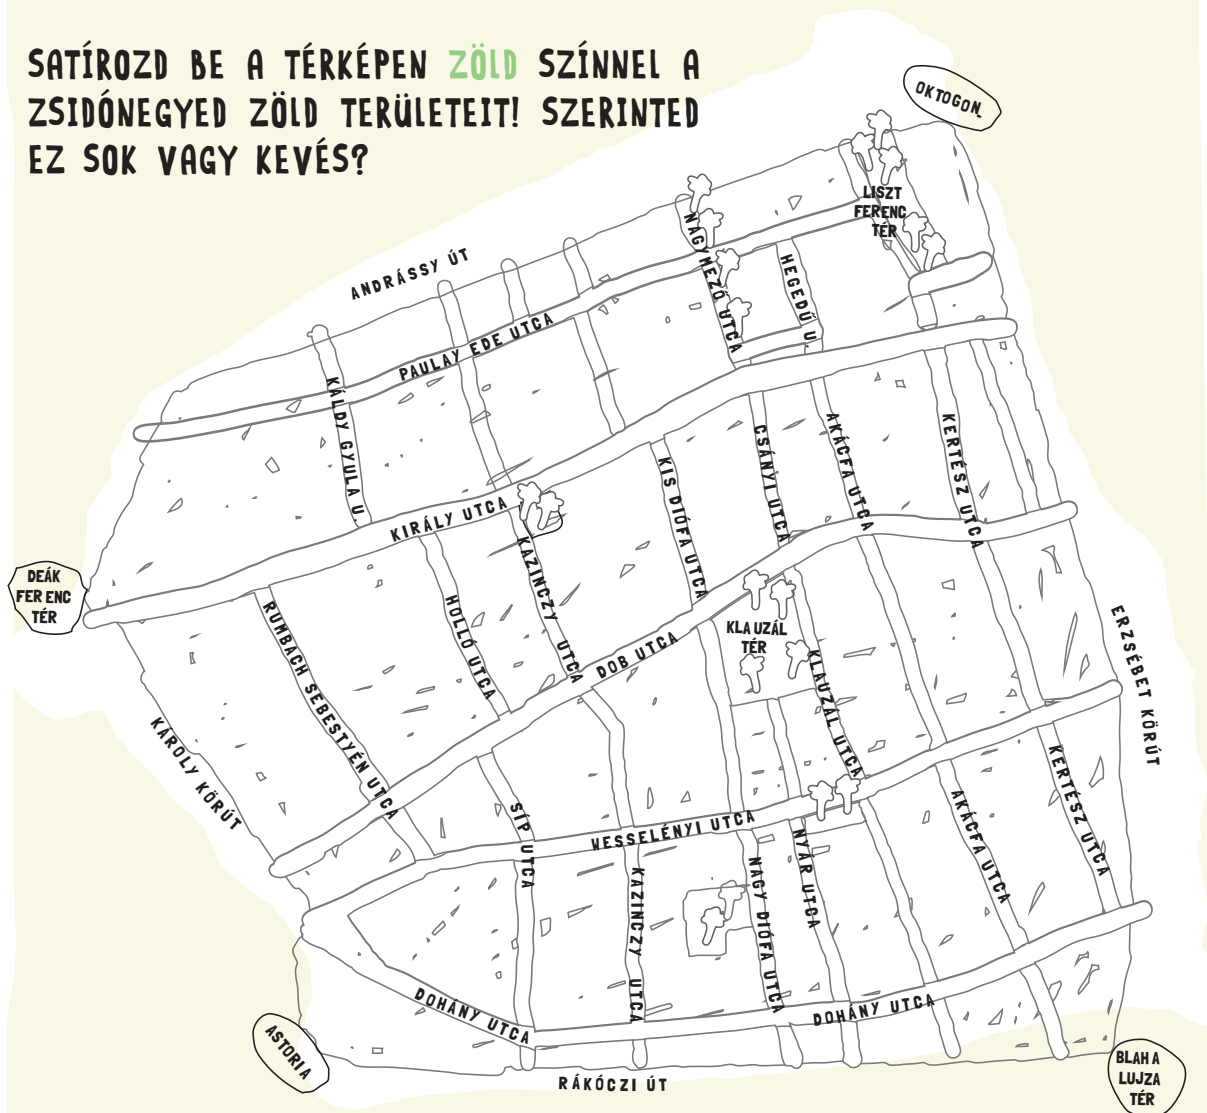 SATÍROZD BE A TÉRKÉPEN ZÖLD SZÍNNEL A
ZSIDÓNEGYED ZÖLD TERÜLETEIT! SZERINTED
EZ SOK VAGY KEVÉS?
OKTOGON
LISZT
FERENC
TÉR
ANDRÁSSY ÚT
NAGYMEZŐ UTCA
HEGEDŰ U.
PAULAY EDE UTCA
KÁLDY GYULA U.
KIRÁLY UTCA
KIS DIÓFA UTCA
CSÁNYI UTCA
AKÁCFA UTCA
KERTÉSZ UTCA
DEÁK
FERENC
TÉR
RUMBACH SEBESTYÉN UTCA
HOLLÓ UTCA
KAZINCZY UTCA
DOB UTCA
KLAUZÁL
TÉR
KLAUZÁL UTCA
ERZSÉBET KÖRÚT
KÁROLY KÖRÚT
SÍP UTCA
WESSELÉNYI UTCA
KAZINCZY UTCA
NAGY DIÓFA UTCA
NYÁR UTCA
AKÁCFA UTCA
KERTÉSZ UTCA
DOHÁNY UTCA
DOHÁNY UTCA
ASTORIA
RÁKÓCZI ÚT
BLAHA
LUJZA
TÉR